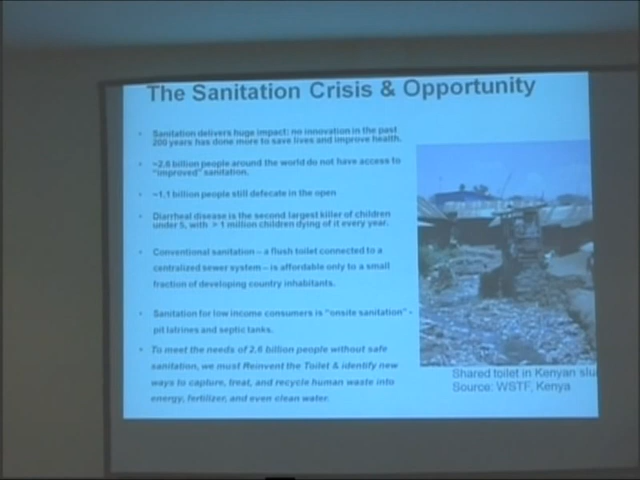 The Sanitation Crisis & Opportunity
• Sanitation delivers huge impact: no innovation in the past
200 years has done more to save lives and improve health.
• ~2.6 billion people around the world do not have access to
"improved" sanitation.
• ~1.1 billion people still defecate in the open
• Diarrheal disease is the second largest killer of children
under 5, with > 1 million children dying of it every year.
• Conventional sanitation – a flush toilet connected to a
centralized sewer system – is affordable only to a small
fraction of developing country inhabitants.
• Sanitation for low income consumers is "onsite sanitation" -
pit latrines and septic tanks.
• To meet the needs of 2.6 billion people without safe
sanitation, we must Reinvent the Toilet & identify new
ways to capture, treat, and recycle human waste into
energy, fertilizer, and even clean water.
Shared toilet in Kenyan slu
Source: WSTF, Kenya